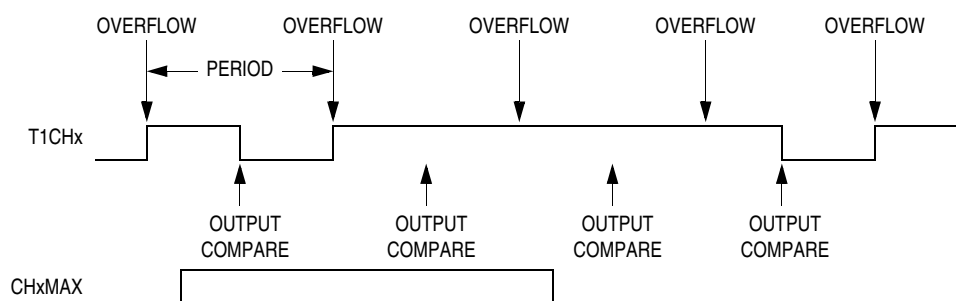 OVERFLOW OVERFLOW OVERFLOW OVERFLOW OVERFLOW
PERIOD
T1CHx
OUTPUT OUTPUT OUTPUT OUTPUT
COMPARE COMPARE COMPARE COMPARE
CHxMAX